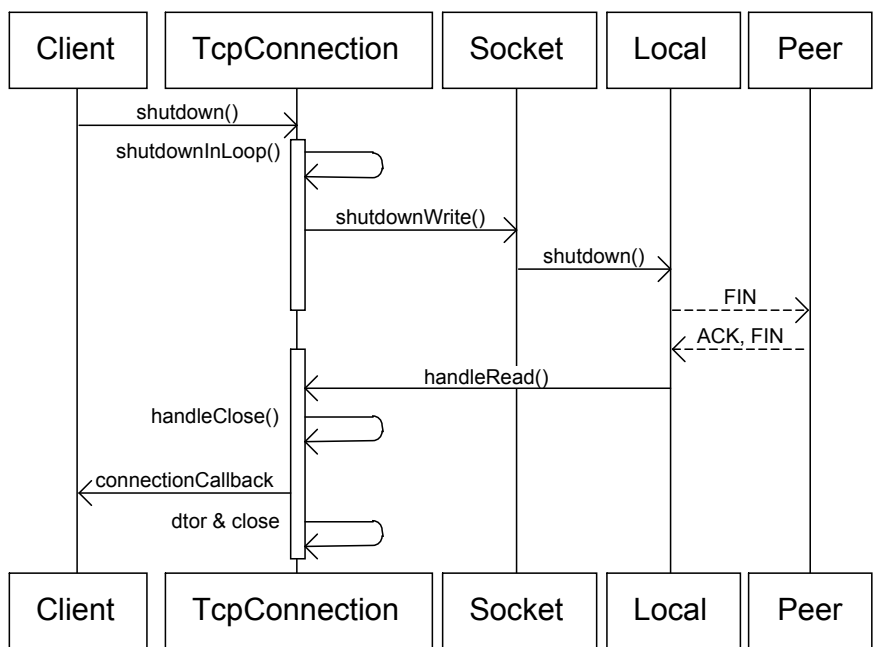 Client
TcpConnection
Socket
Local
Peer
shutdown()
shutdownInLoop()
shutdownWrite()
shutdown()
FIN
ACK, FIN
handleRead()
handleClose()
connectionCallback
dtor & close
Client
TcpConnection
Socket
Local
Peer